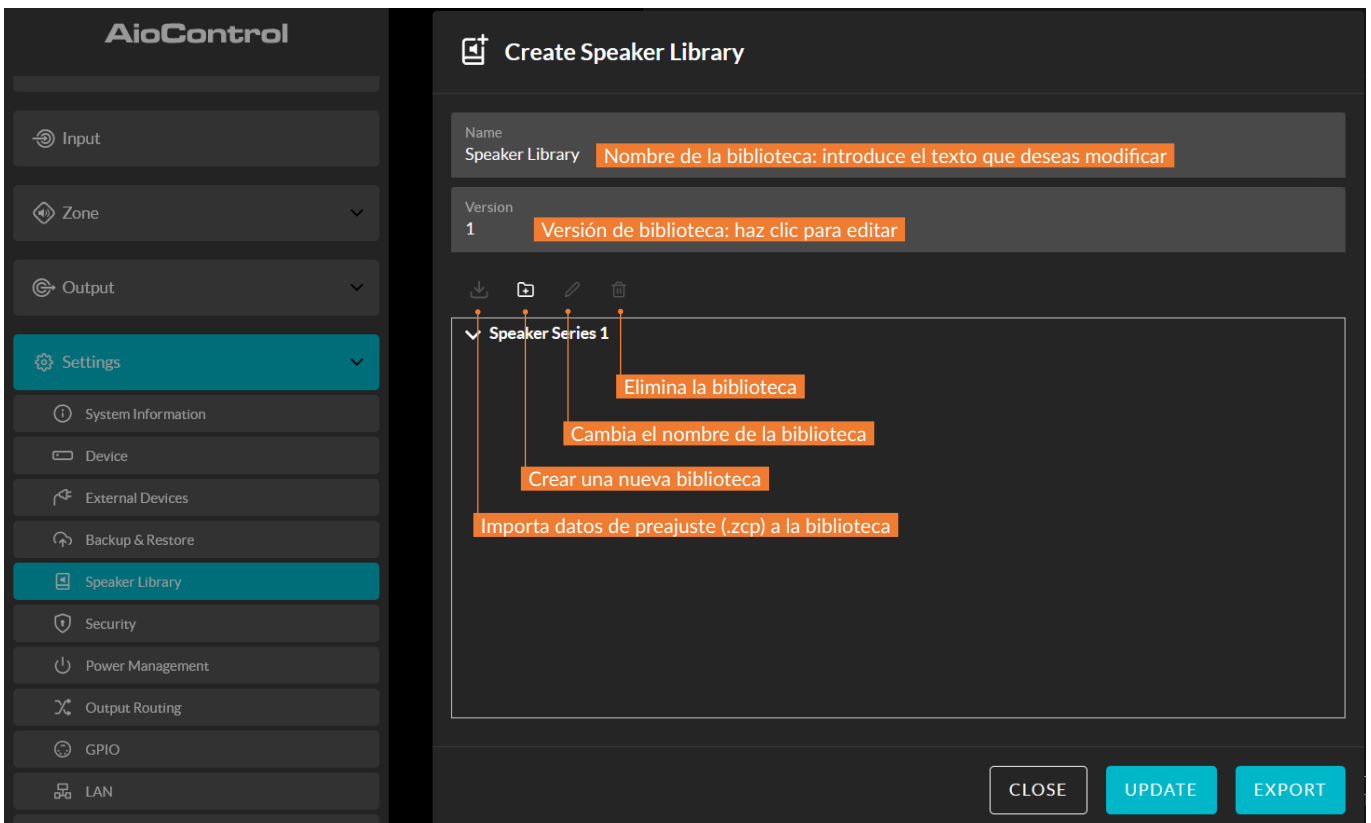 AioControl
Input
Zone
Output
Settings
System Information
Device
External Devices
Backup & Restore
Speaker Library
Security
Power Management
Output Routing
GPIO
LAN
Create Speaker Library
Name
Speaker Library Nombre de la biblioteca: introduce el texto que deseas modificar
Version
1 Versión de biblioteca: haz clic para editar
Speaker Series 1
Elimina la biblioteca
Cambia el nombre de la biblioteca
Crear una nueva biblioteca
Importa datos de preajuste (.zcp) a la biblioteca
CLOSE UPDATE EXPORT